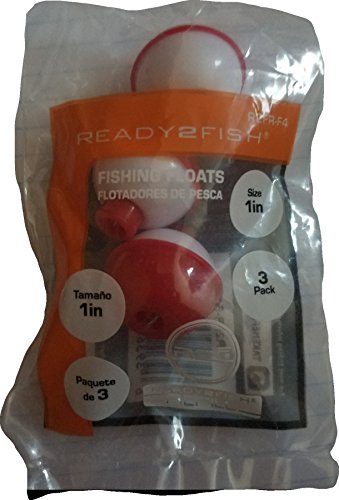 READY2FISH®
FISHING FLOATS
FLOTADORES DE PESCA
Size
1in
3
Pack
Tamaño
1in
Paquete
de 3